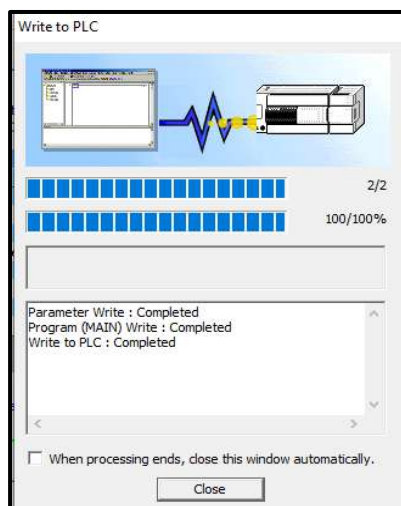 Write to PLC
2/2
100/100%
Parameter Write : Completed
Program (MAIN) Write : Completed
Write to PLC : Completed
When processing ends, close this window automatically.
Close